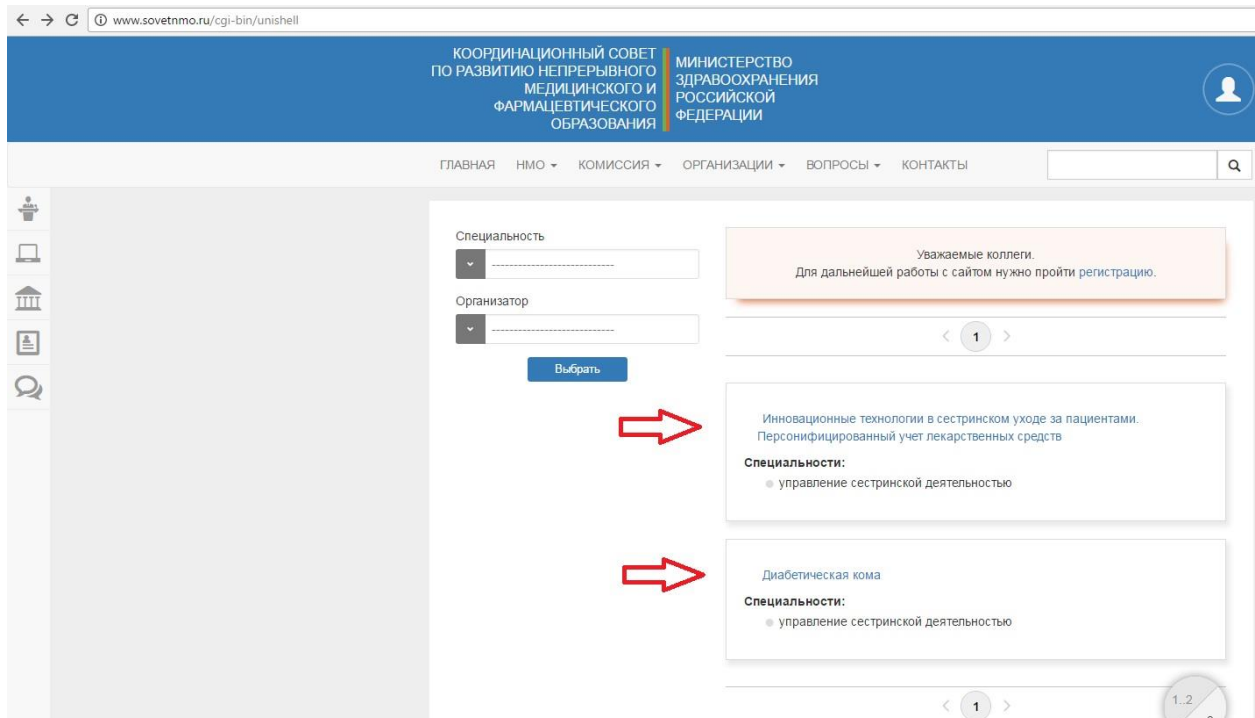 www.sovetnmo.ru/cgi-bin/unishell
КООРДИНАЦИОННЫЙ СОВЕТ
ПО РАЗВИТИЮ НЕПРЕРЫВНОГО
МЕДИЦИНСКОГО И
ФАРМАЦЕВТИЧЕСКОГО
ОБРАЗОВАНИЯ
МИНИСТЕРСТВО
ЗДРАВООХРАНЕНИЯ
РОССИЙСКОЙ
ФЕДЕРАЦИИ
ГЛАВНАЯ НМО КОМИССИЯ ОРГАНИЗАЦИИ ВОПРОСЫ КОНТАКТЫ
Специальность
----------------------------
Организатор
----------------------------
Выбрать
Уважаемые коллеги.
Для дальнейшей работы с сайтом нужно пройти регистрацию.
< 1 >
Инновационные технологии в сестринском уходе за пациентами.
Персонифицированный учет лекарственных средств
Специальности:
управление сестринской деятельностью
Диабетическая кома
Специальности:
управление сестринской деятельностью
< 1 >
1..2